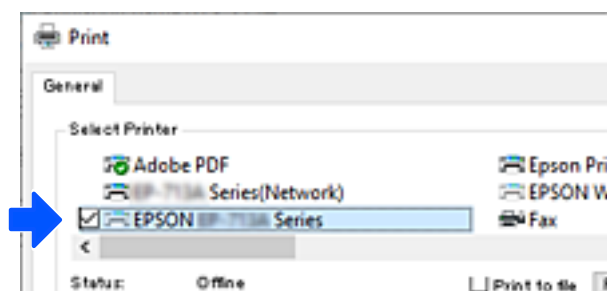 Print
General
Select Printer
Adobe PDF
Epson Pri
Series(Network)
EPSON W
EPSON Series
Fax
Status: Offline
Print to file